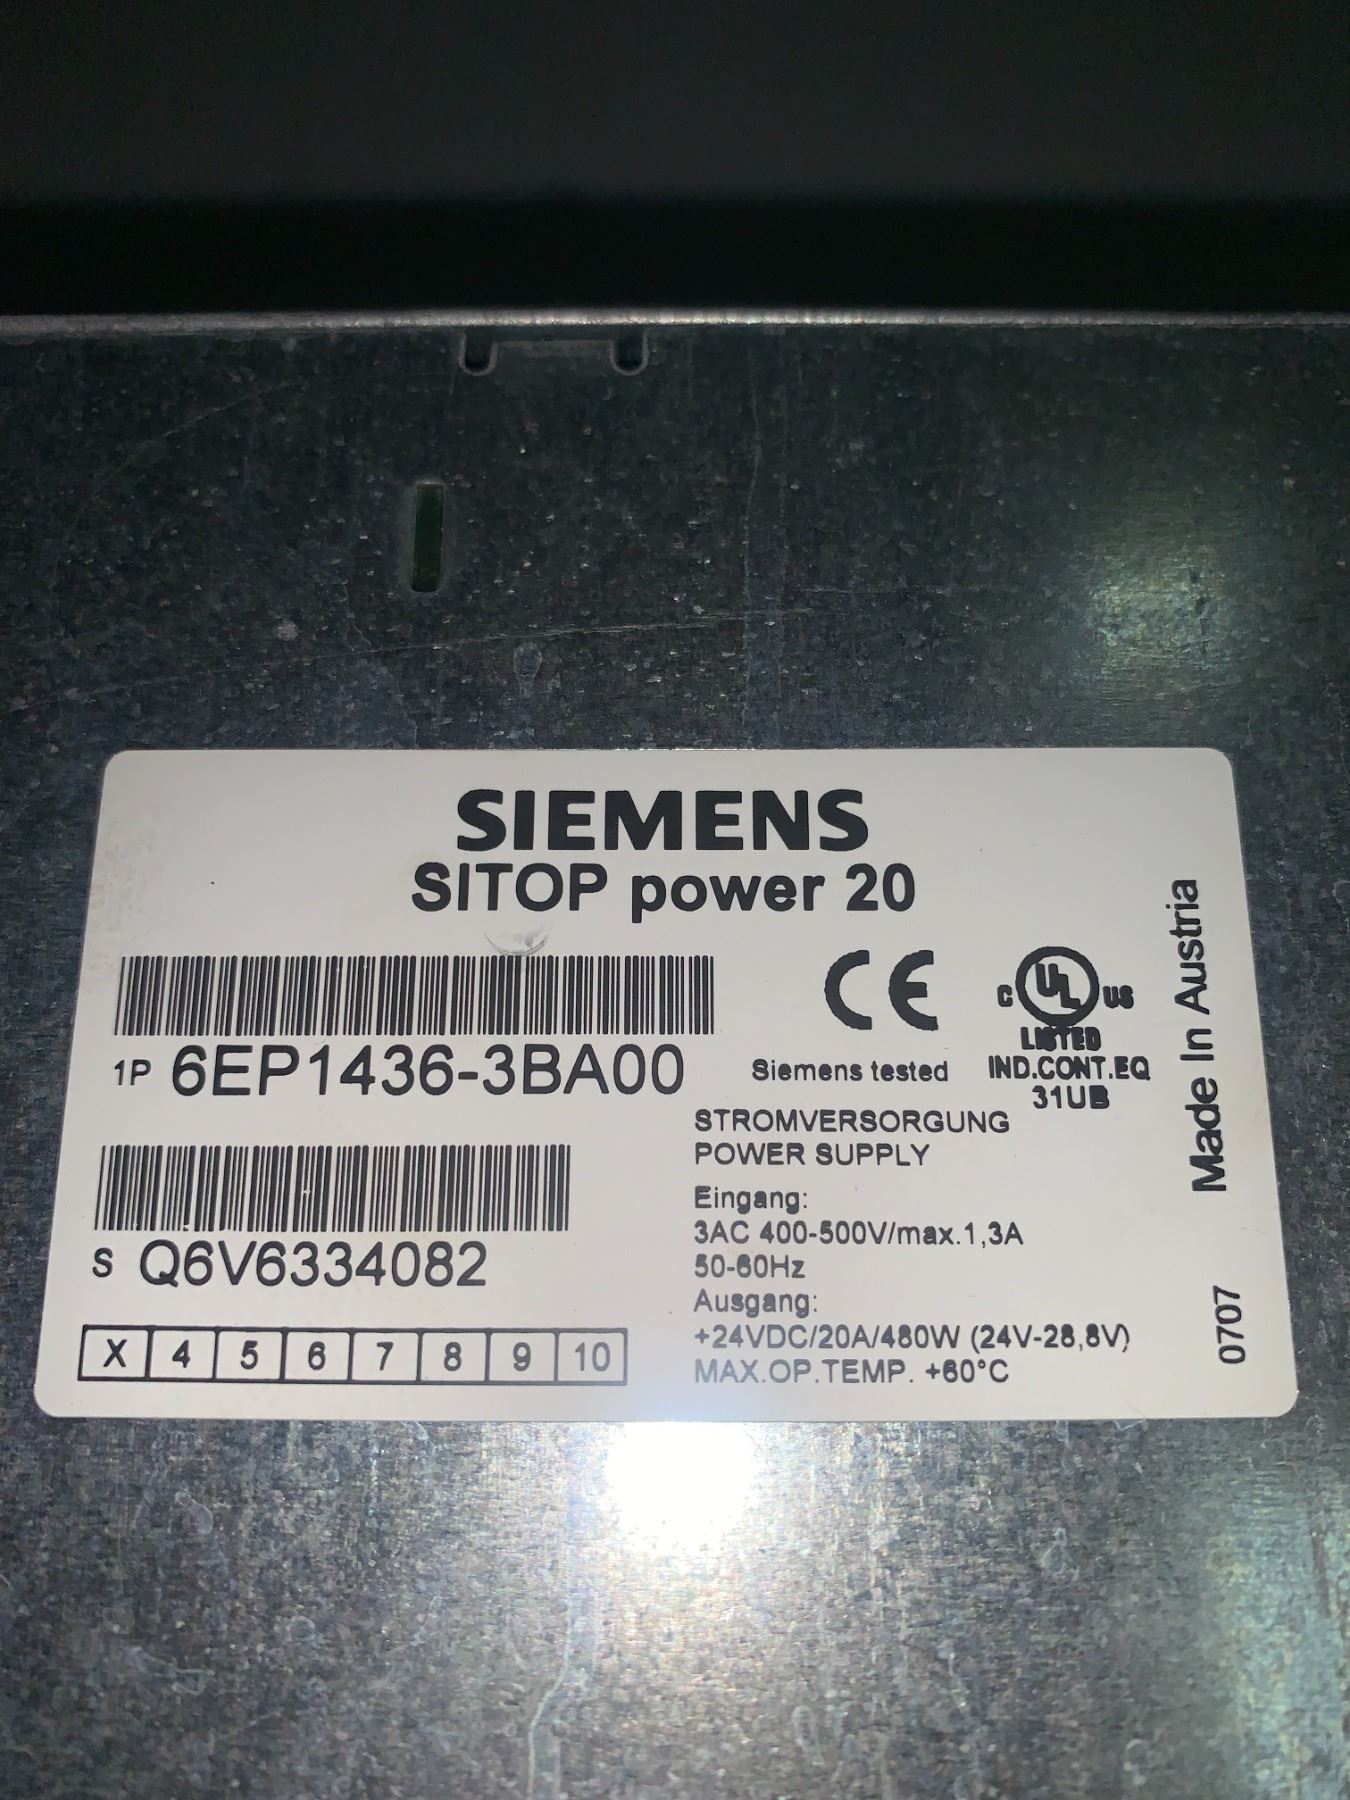 SIEMENS
SITOP power 20
1P 6EP1436-3BA00
S Q6V6334082
X 4 5 6 7 8 9 10
CE
Siemens tested
C UL US
LISTED
IND.CONT.EQ
31UB
STROMVERSORGUNG
POWER SUPPLY
Eingang:
3AC 400-500V/max.1,3A
50-60Hz
Ausgang:
+24VDC/20A/480W (24V-28,8V)
MAX.OP.TEMP. +60°C
Made In Austria
0707